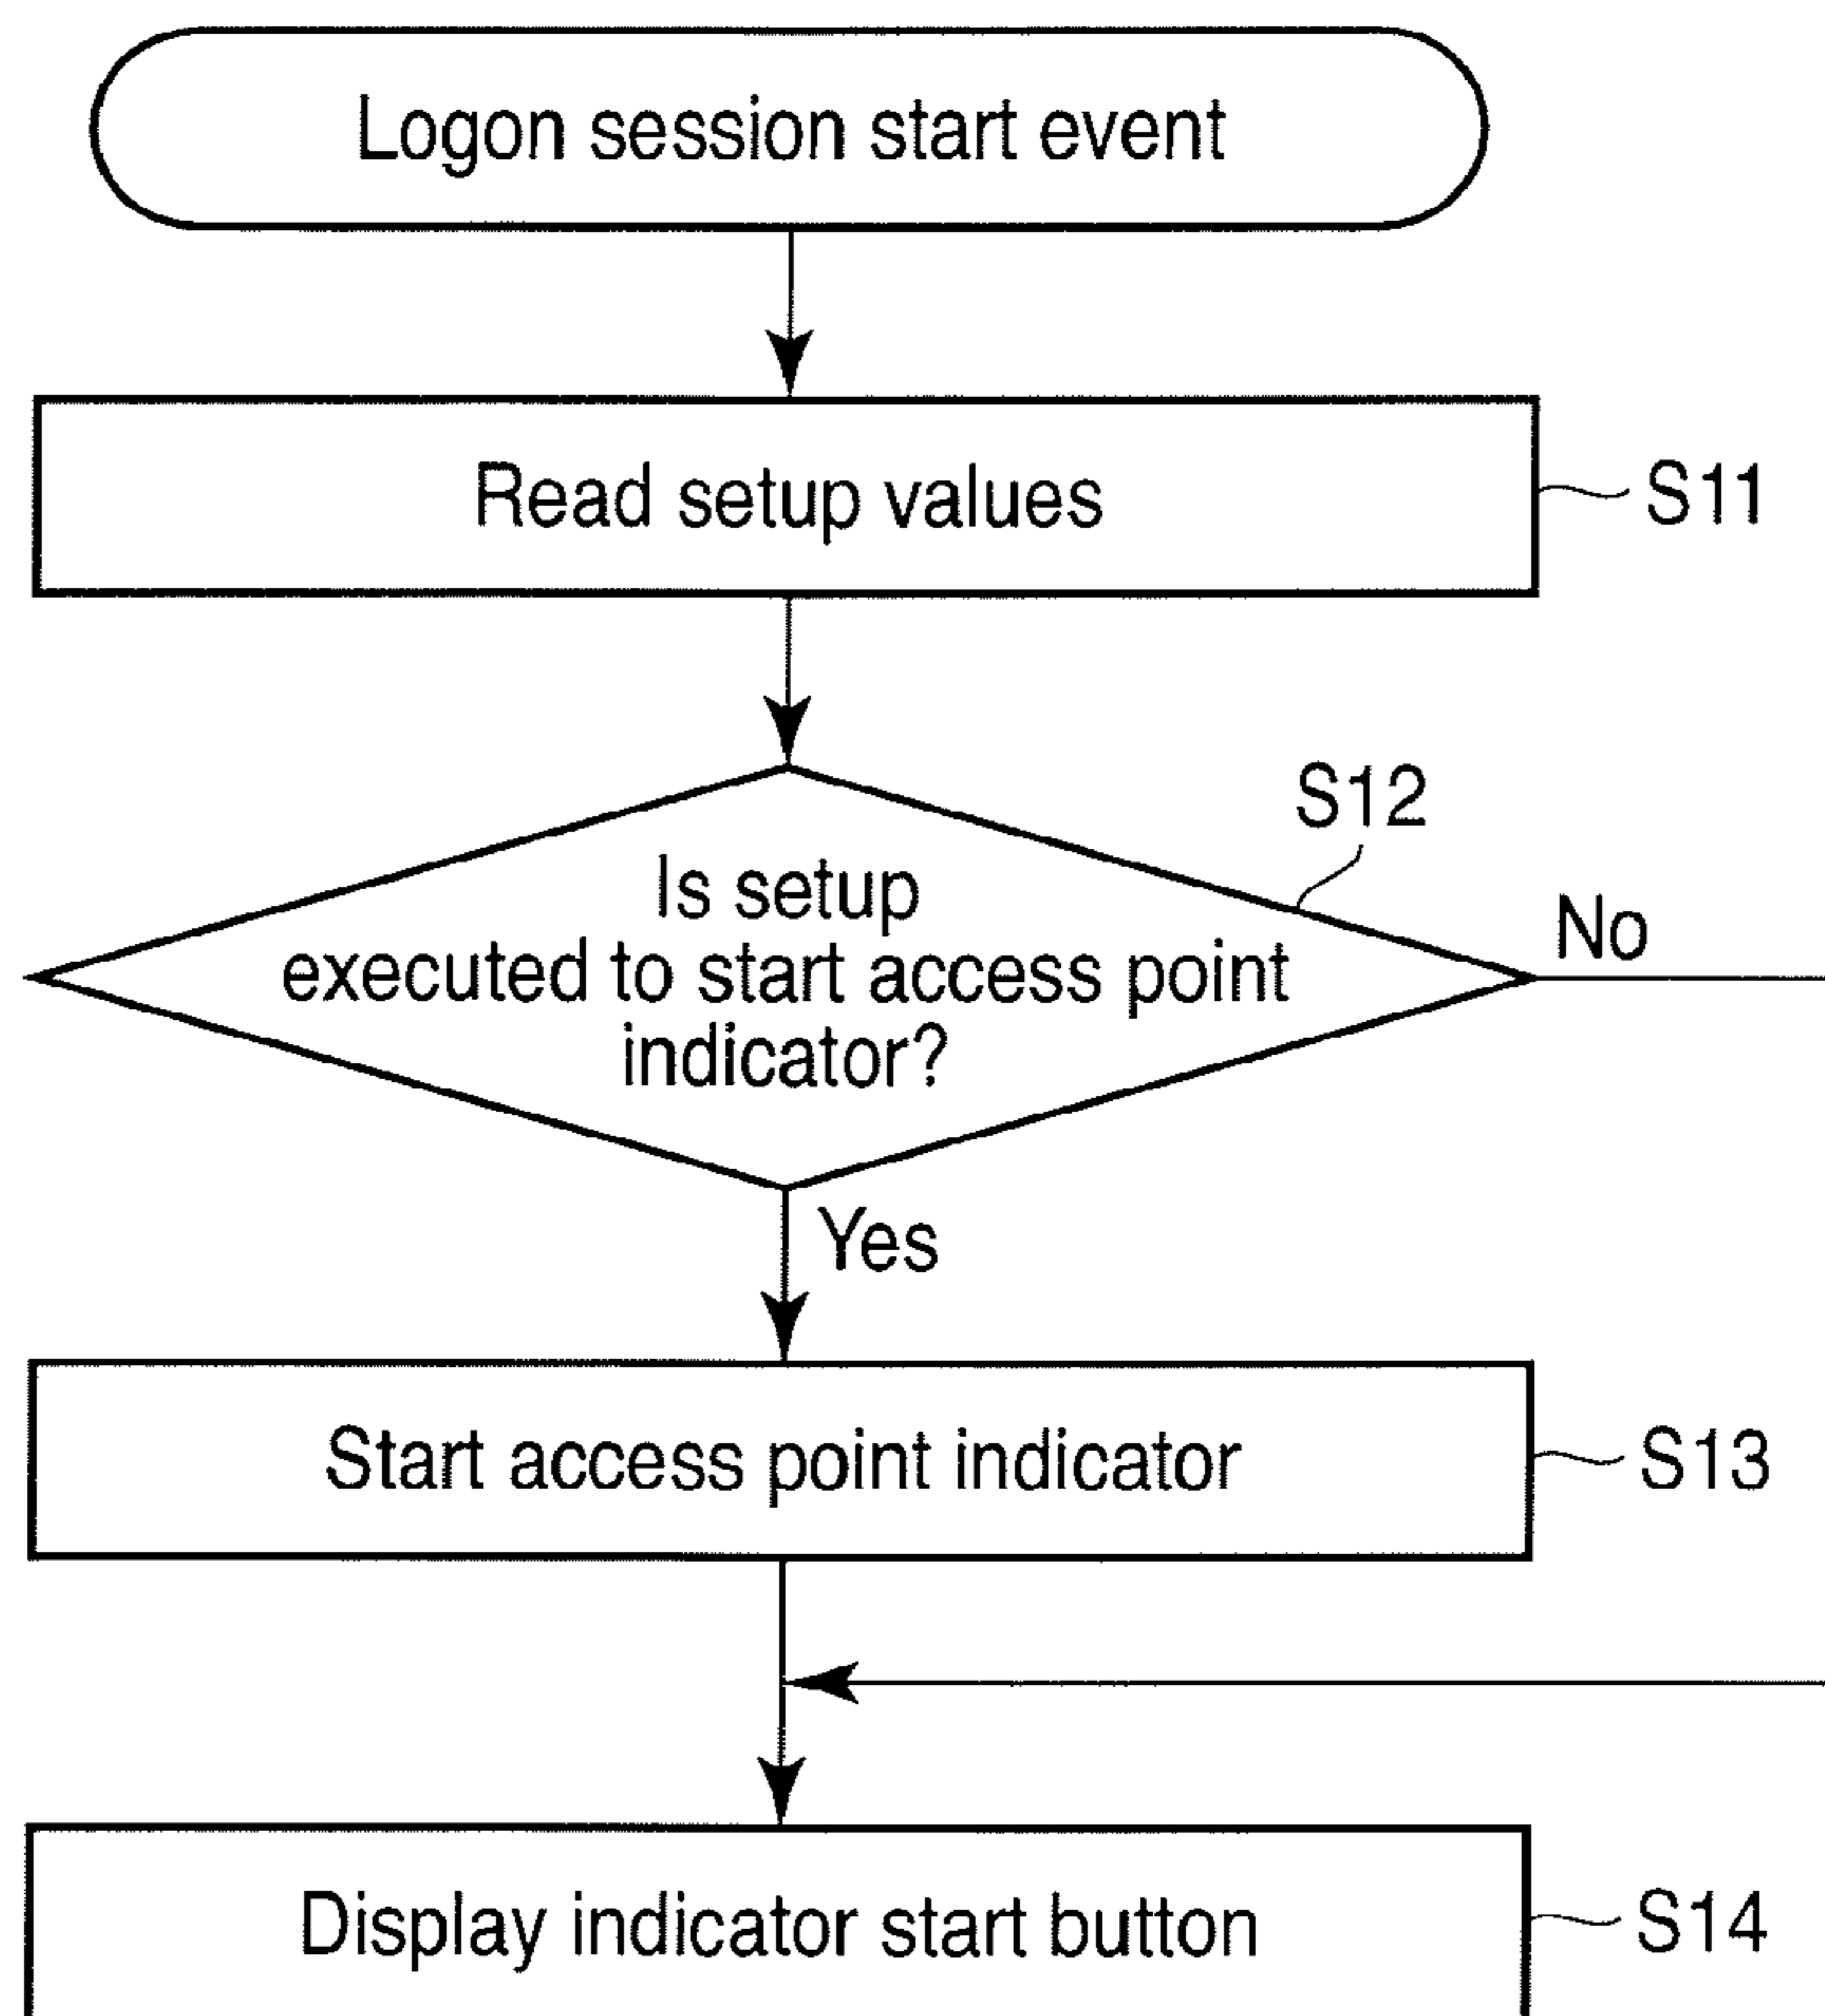 Logon session start event
Read setup values
S11
S12
Is setup
executed to start access point
indicator?
No
Yes
Start access point indicator
S13
Display indicator start button
S14